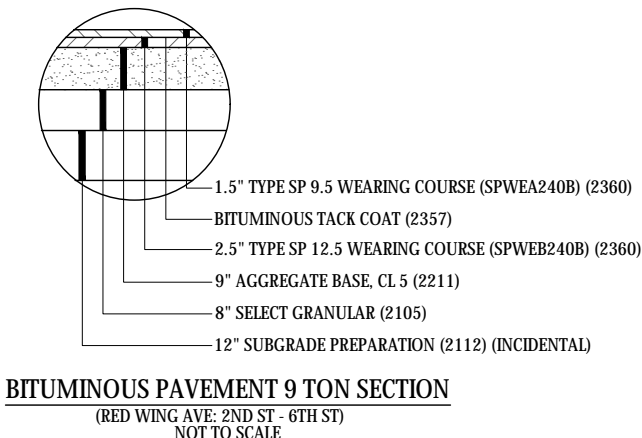 1.5" TYPE SP 9.5 WEARING COURSE (SPWEA240B) (2360)
BITUMINOUS TACK COAT (2357)
2.5" TYPE SP 12.5 WEARING COURSE (SPWEB240B) (2360)
9" AGGREGATE BASE, CL 5 (2211)
8" SELECT GRANULAR (2105)
12" SUBGRADE PREPARATION (2112) (INCIDENTAL)
BITUMINOUS PAVEMENT 9 TON SECTION
(RED WING AVE: 2ND ST - 6TH ST)
NOT TO SCALE